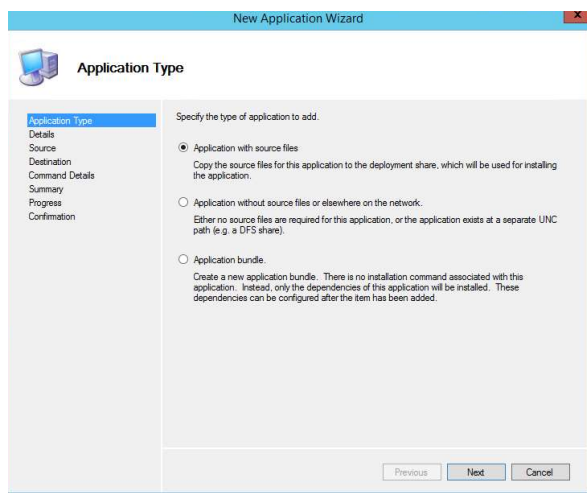 New Application Wizard
x
Application Type
Application Type
Details
Source
Destination
Command Details
Summary
Progress
Confirmation
Specify the type of application to add.
Application with source files
Copy the source files for this application to the deployment share, which will be used for installing
the application.
Application without source files or elsewhere on the network.
Either no source files are required for this application, or the application exists at a separate UNC
path (e.g. a DFS share).
Application bundle.
Create a new application bundle. There is no installation command associated with this
application. Instead, only the dependencies of this application will be installed. These
dependencies can be configured after the item has been added.
Previous
Next
Cancel